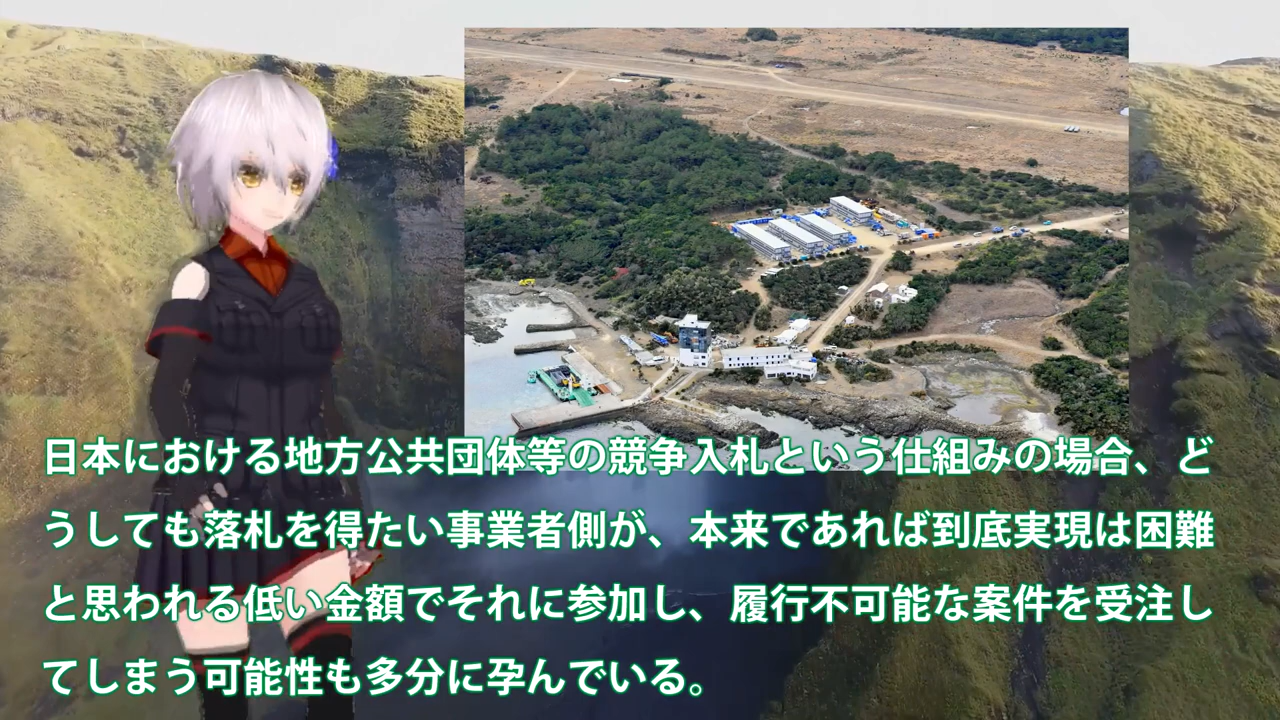 日本における地方公共団体等の競争入札という仕組みの場合、ど
うしても落札を得たい事業者側が、本来であれば到底実現は困難
と思われる低い金額でそれに参加し、履行不可能な案件を受注し
てしまう可能性も多分に孕んでいる。